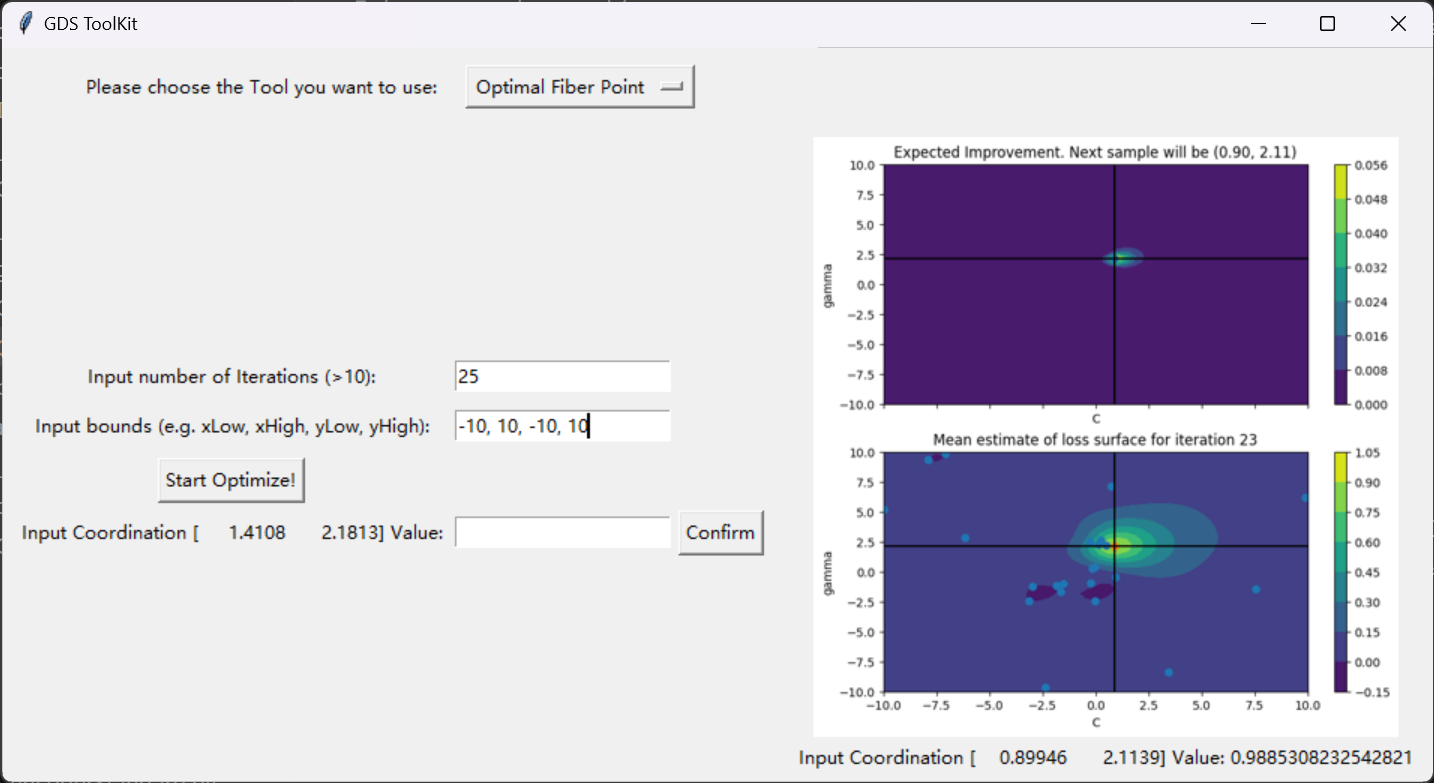 GDS ToolKit
Please choose the Tool you want to use: Optimal Fiber Point
Input number of Iterations (>10): 25
Input bounds (e.g. xLow, xHigh, yLow, yHigh): -10, 10, -10, 10
Start Optimize!
Input Coordination [ 1.4108 2.1813] Value: Confirm
Expected Improvement. Next sample will be (0.90, 2.11)
10.0
7.5
5.0
2.5
0.0
−2.5
−5.0
−7.5
−10.0
gamma
C
0.056
0.048
0.040
0.032
0.024
0.016
0.008
0.000
Mean estimate of loss surface for iteration 23
10.0
7.5
5.0
2.5
0.0
−2.5
−5.0
−7.5
−10.0
gamma
−10.0 −7.5 −5.0 −2.5 0.0 2.5 5.0 7.5 10.0
C
1.05
0.90
0.75
0.60
0.45
0.30
0.15
0.00
−0.15
Input Coordination [ 0.89946 2.1139] Value: 0.9885308232542821